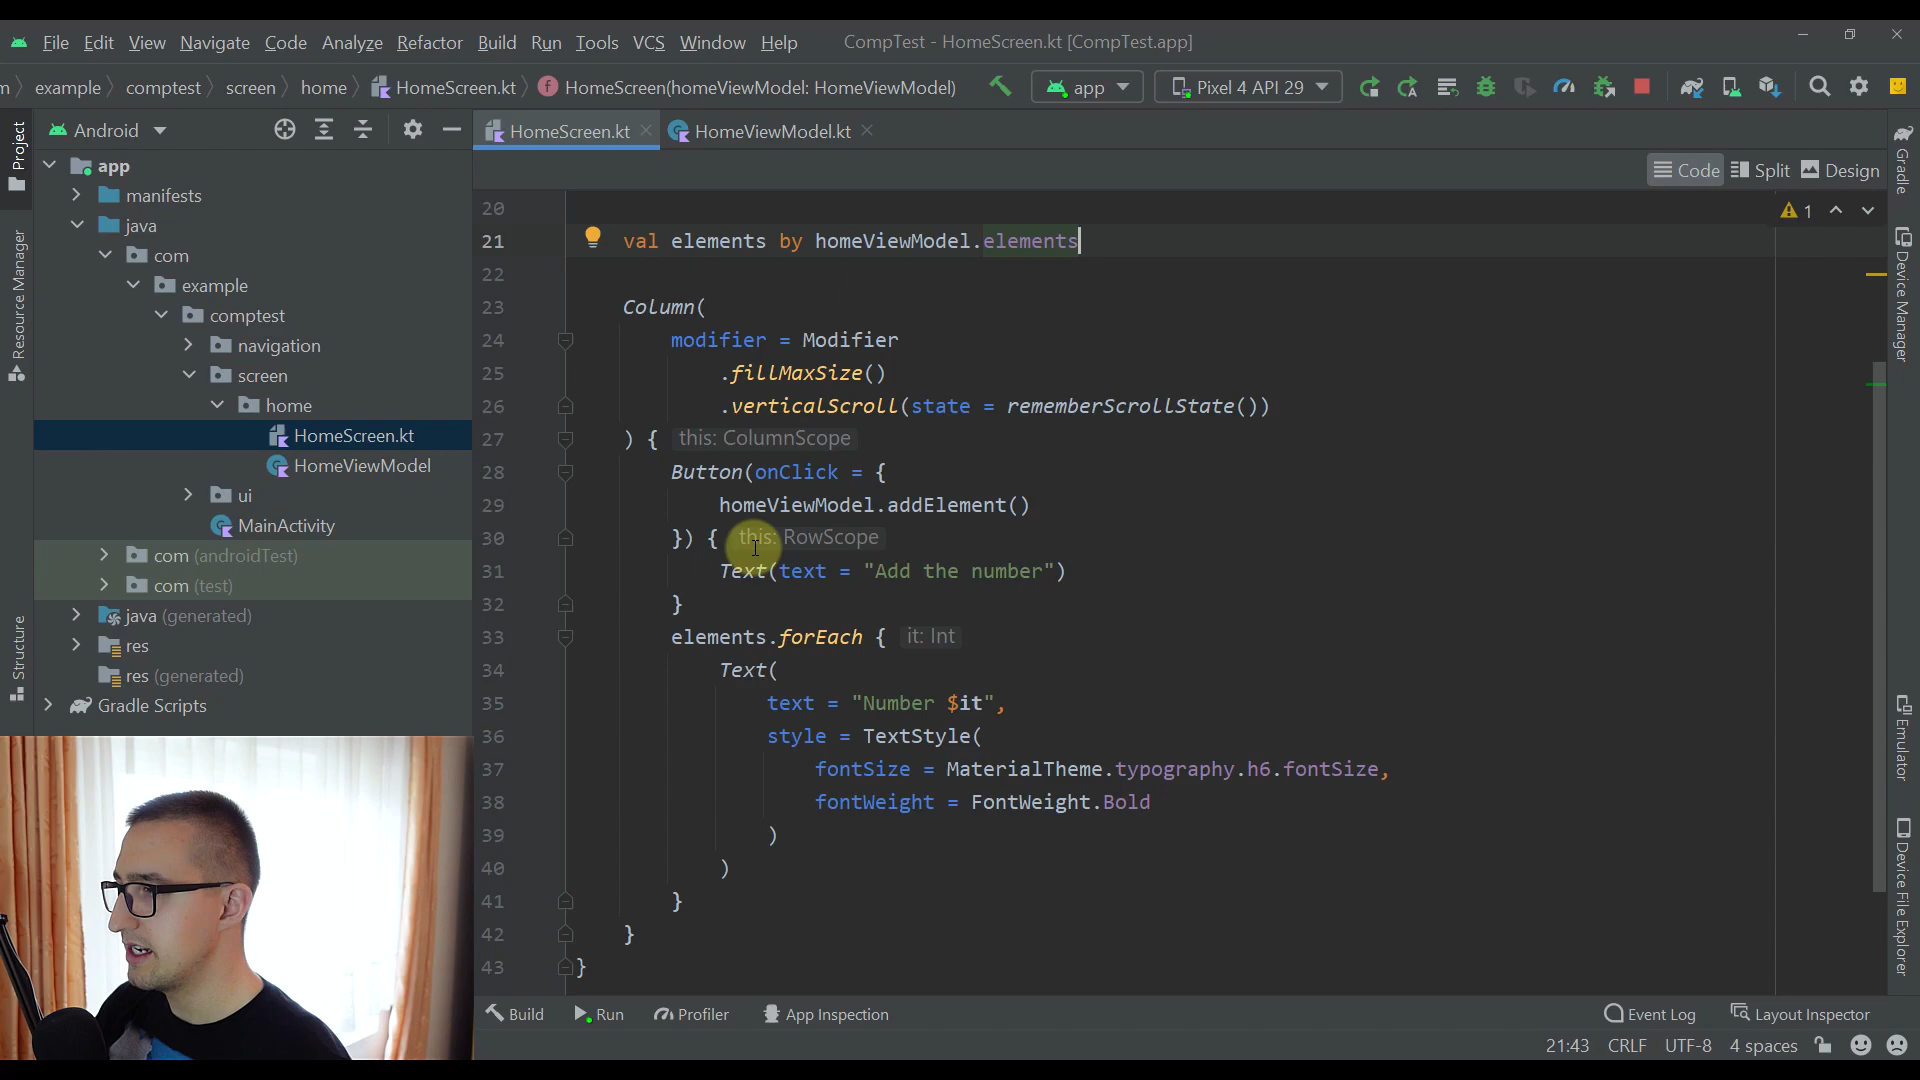 File Edit View Navigate Code Analyze Refactor Build Run Tools VCS Window Help CompTest - HomeScreen.kt [CompTest.app]
m example comptest screen home HomeScreen.kt HomeScreen(homeViewModel: HomeViewModel) app Pixel 4 API 29
Project
Resource Manager
Structure
Android
app
manifests
java
com
example
comptest
navigation
screen
home
HomeScreen.kt
HomeViewModel
ui
MainActivity
com (androidTest)
com (test)
java (generated)
res
res (generated)
Gradle Scripts
HomeScreen.kt HomeViewModel.kt
Code Split Design
1
20
21 val elements by homeViewModel.elements
22
23 Column(
24 modifier = Modifier
25 .fillMaxSize()
26 .verticalScroll(state = rememberScrollState())
27 ) { this: ColumnScope
28 Button(onClick = {
29 homeViewModel.addElement()
30 }) { this: RowScope
31 Text(text = "Add the number")
32 }
33 elements.forEach { it: Int
34 Text(
35 text = "Number $it",
36 style = TextStyle(
37 fontSize = MaterialTheme.typography.h6.fontSize,
38 fontWeight = FontWeight.Bold
39 )
40 )
41 }
42 }
43 }
Gradle
Device Manager
Emulator
Device File Explorer
Build Run Profiler App Inspection Event Log Layout Inspector
21:43 CRLF UTF-8 4 spaces